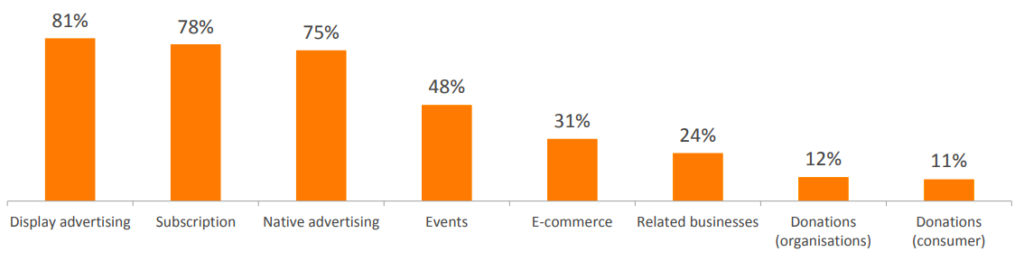 81%
78%
75%
48%
31%
24%
12%
11%
Display advertising
Subscription
Native advertising
Events
E-commerce
Related businesses
Donations
(organisations)
Donations
(consumer)